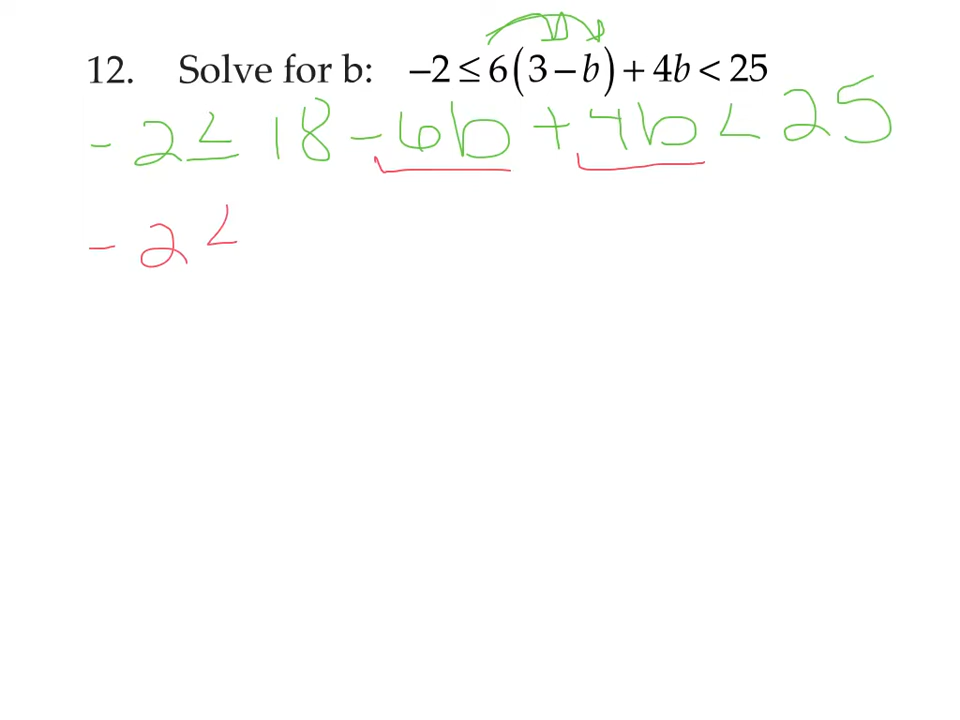 12. Solve for b: −2 ≤ 6(3 − b) + 4b < 25
- 2 ≤ 18 - 6b + 4b < 25
- 2 <